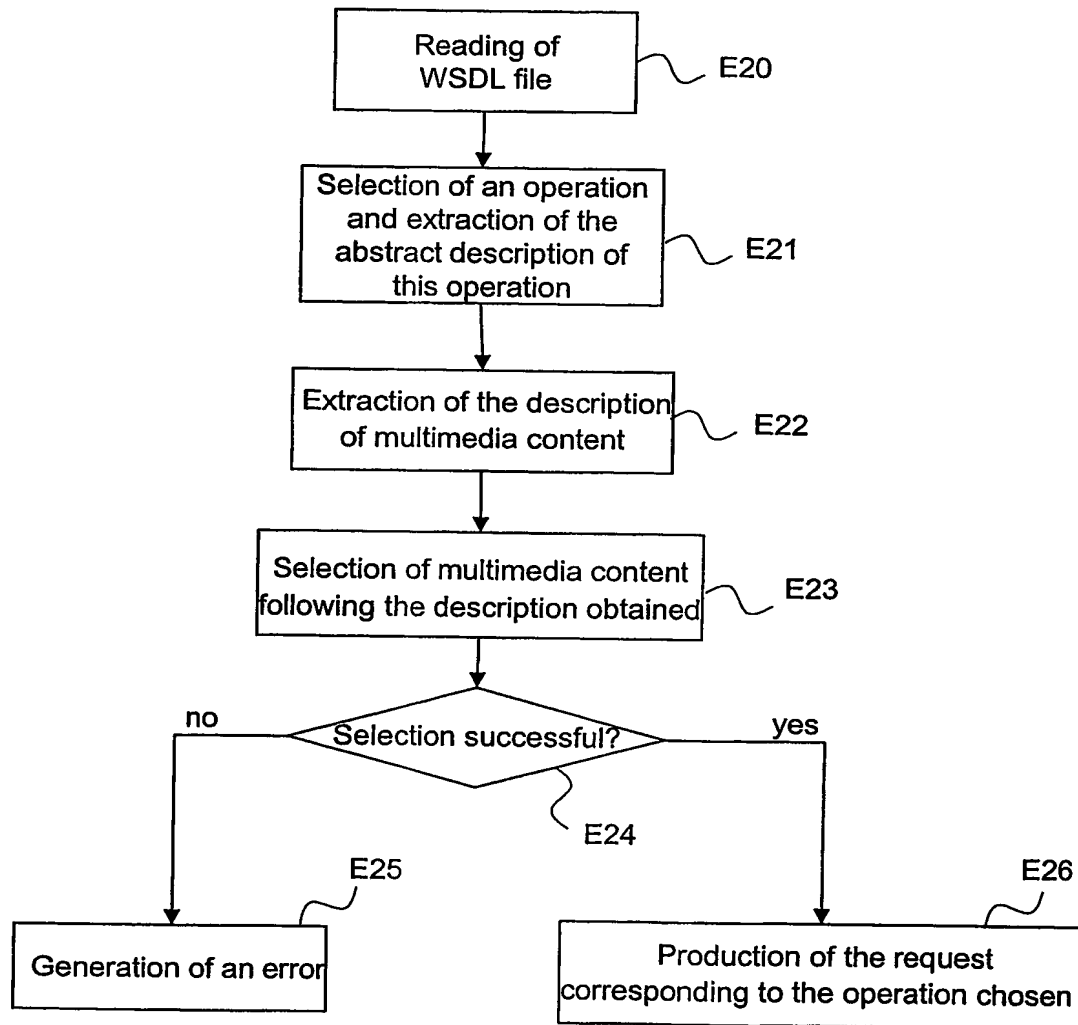 Reading of
WSDL file
E20
Selection of an operation
and extraction of the
abstract description of
this operation
E21
Extraction of the description
of multimedia content
E22
Selection of multimedia content
following the description obtained
E23
no
Selection successful?
yes
E24
E25
Generation of an error
E26
Production of the request
corresponding to the operation chosen